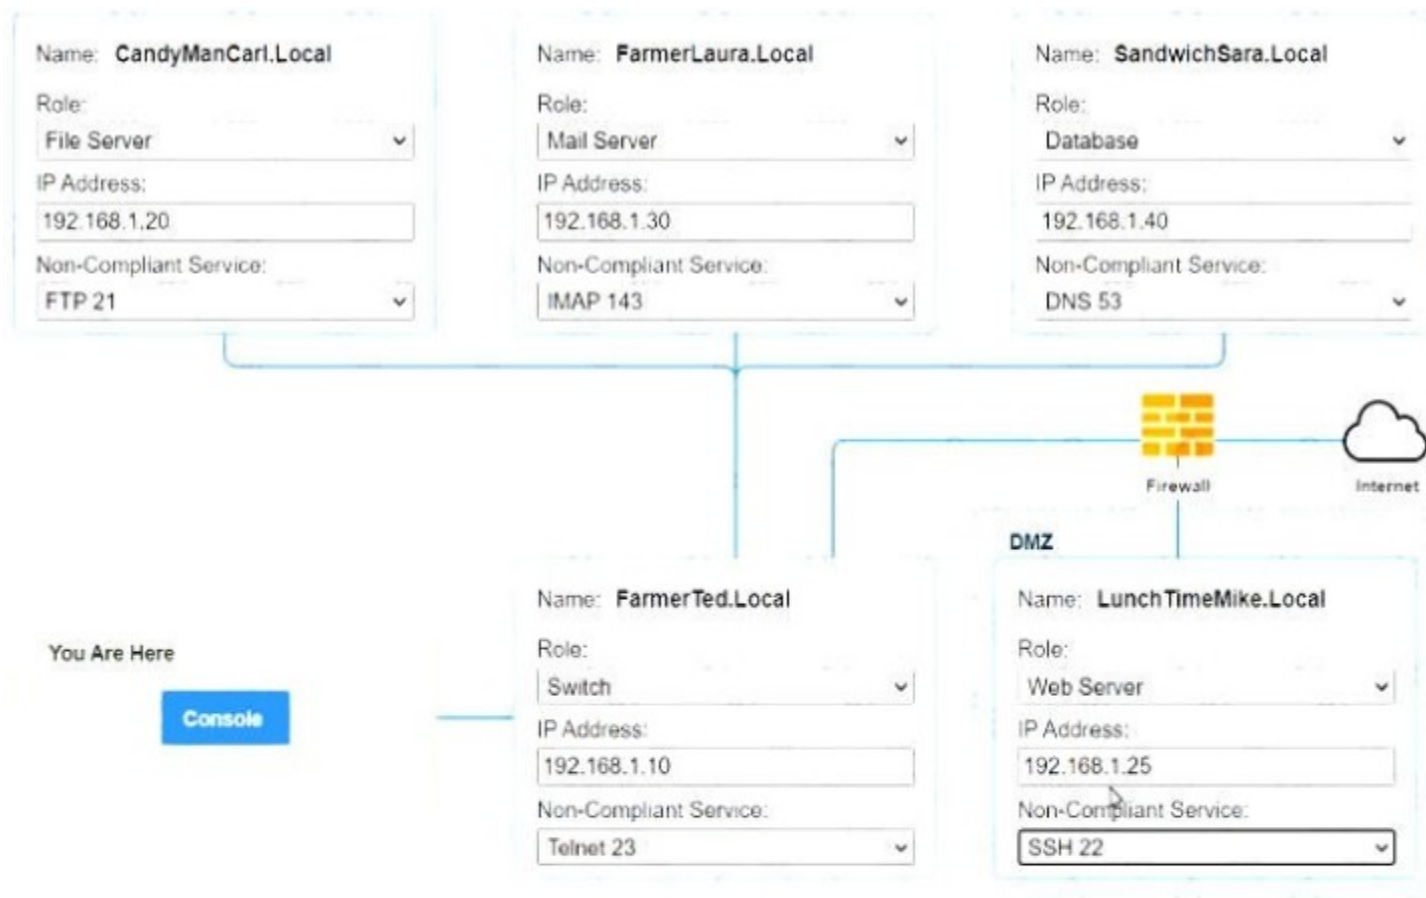 Name: CandyManCarl.Local
Role:
File Server
IP Address:
192.168.1.20
Non-Compliant Service:
FTP 21
Name: FarmerLaura.Local
Role:
Mail Server
IP Address:
192.168.1.30
Non-Compliant Service:
IMAP 143
Name: SandwichSara.Local
Role:
Database
IP Address:
192.168.1.40
Non-Compliant Service:
DNS 53
Firewall
Internet
You Are Here
Console
Name: FarmerTed.Local
Role:
Switch
IP Address:
192.168.1.10
Non-Compliant Service:
Telnet 23
DMZ
Name: LunchTimeMike.Local
Role:
Web Server
IP Address:
192.168.1.25
Non-Compliant Service:
SSH 22